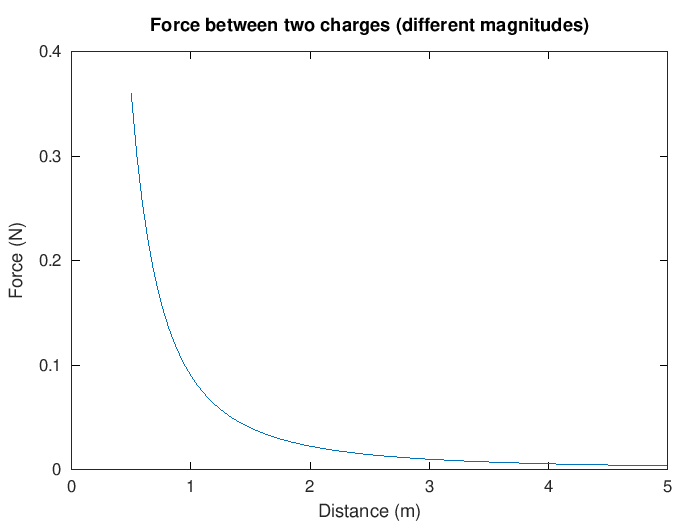 Force between two charges (different magnitudes)
0.4
0.3
0.2
0.1
0
Force (N)
0 1 2 3 4 5
Distance (m)